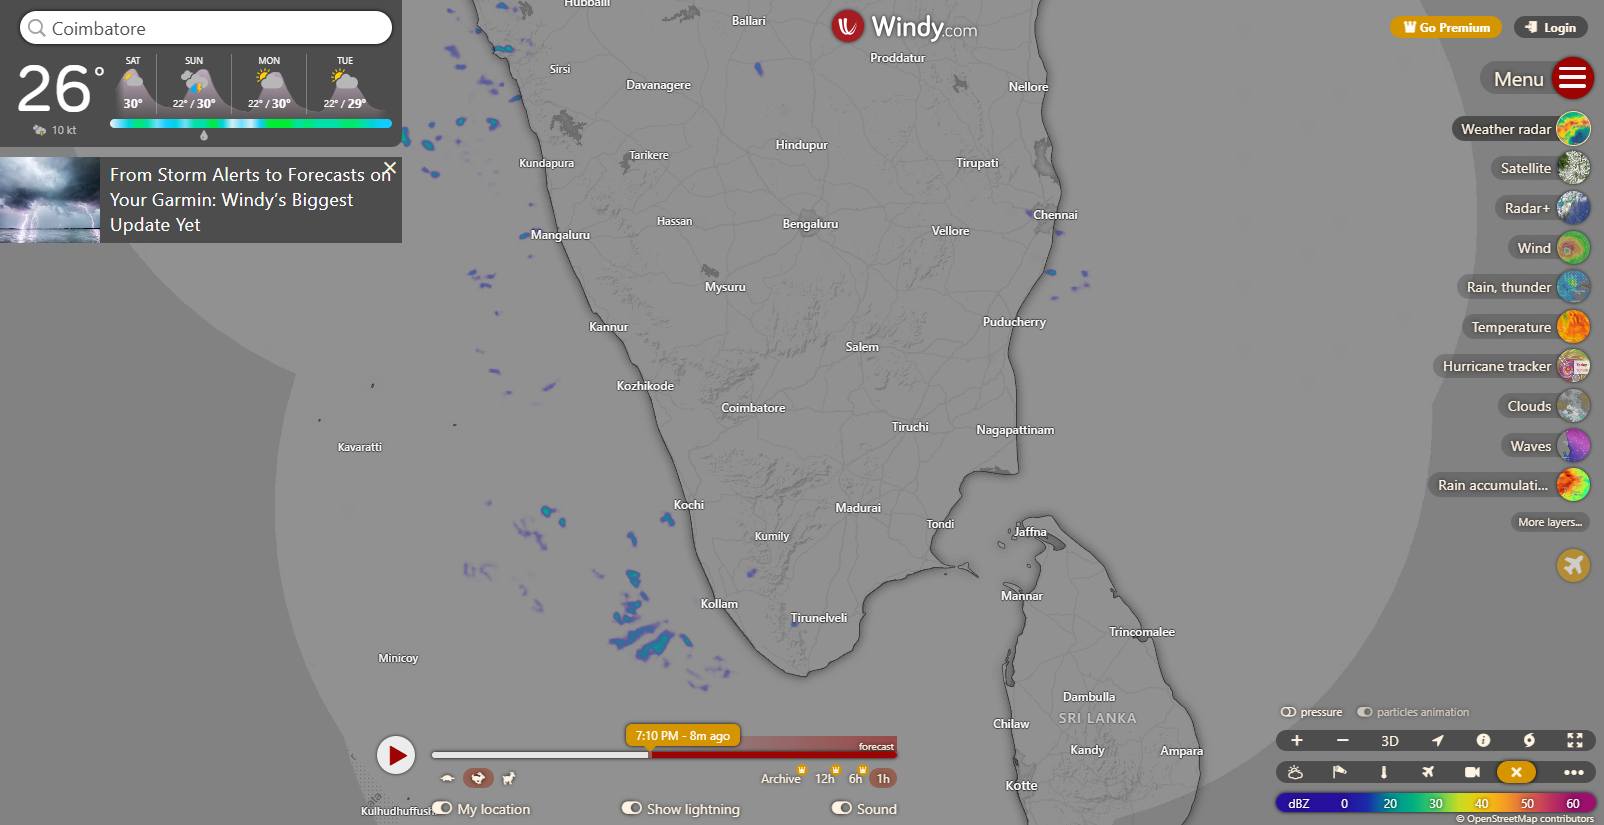 Coimbatore
26°
10 kt
SAT
30°
SUN
22° / 30°
MON
22° / 30°
TUE
22° / 29°
From Storm Alerts to Forecasts on
Your Garmin: Windy’s Biggest
Update Yet
Windy.com
Go Premium
Login
Menu
Weather radar
Satellite
Radar+
Wind
Rain, thunder
Temperature
Hurricane tracker
Clouds
Waves
Rain accumulati...
More layers...
Hubballi
Ballari
Proddatur
Sirsi
Davanagere
Nellore
Kundapura
Tarikere
Hindupur
Tirupati
Mangaluru
Hassan
Bengaluru
Vellore
Chennai
Mysuru
Kannur
Puducherry
Salem
Kozhikode
Coimbatore
Tiruchi
Nagapattinam
Kavaratti
Kochi
Madurai
Tondi
Kumily
Jaffna
Kollam
Tirunelveli
Mannar
Trincomalee
Minicoy
Dambulla
SRI LANKA
Chilaw
Kandy
Ampara
Kotte
Kulhudhuffushi
7:10 PM - 8m ago
forecast
Archive
12h
6h
1h
My location
Show lightning
Sound
pressure
particles animation
+
−
3D
dBZ 0 20 30 40 50 60
© OpenStreetMap contributors